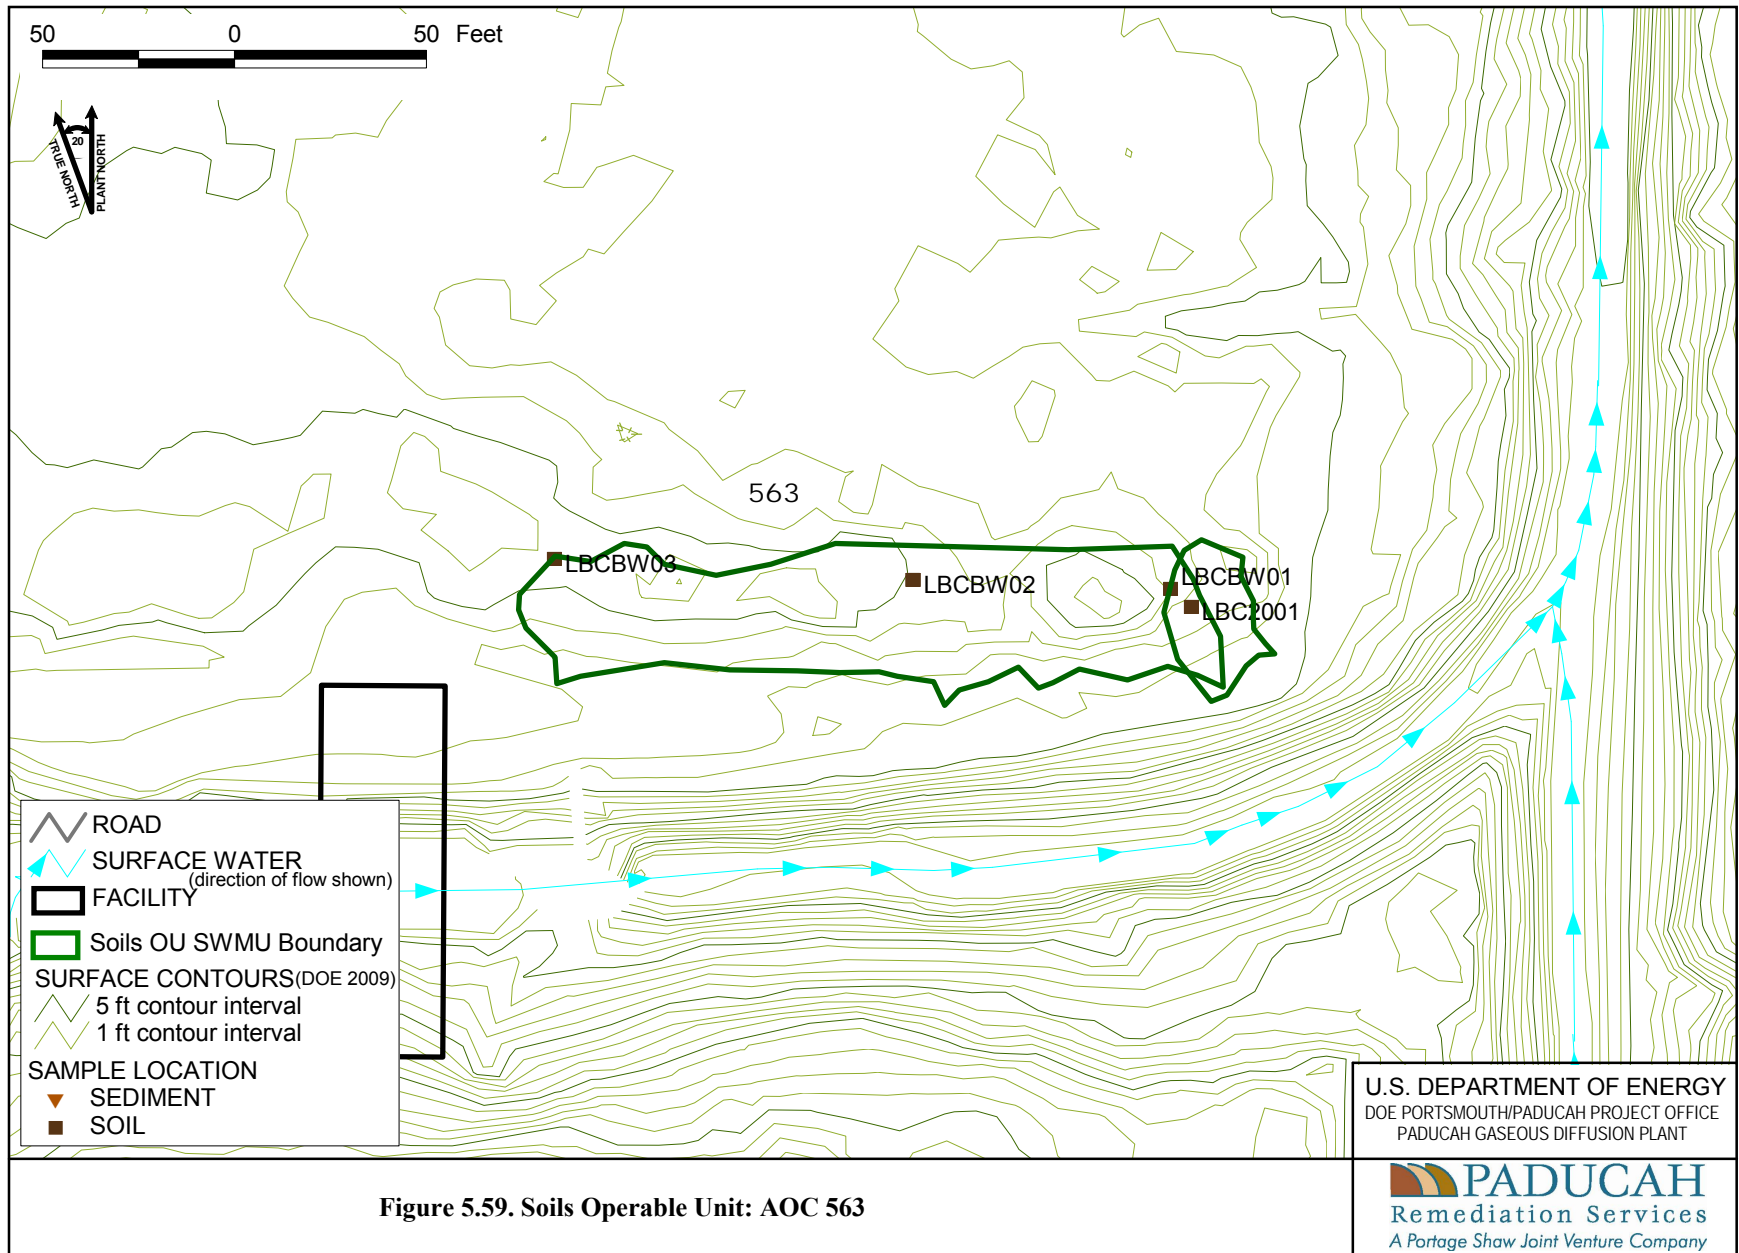 50 0 50 Feet
TRUE NORTH
20
PLANT NORTH
563
LBCBW03
LBCBW02
LBCBW01
LBC2001
ROAD
SURFACE WATER
(direction of flow shown)
FACILITY
Soils OU SWMU Boundary
SURFACE CONTOURS (DOE 2009)
5 ft contour interval
1 ft contour interval
SAMPLE LOCATION
SEDIMENT
SOIL
U.S. DEPARTMENT OF ENERGY
DOE PORTSMOUTH/PADUCAH PROJECT OFFICE
PADUCAH GASEOUS DIFFUSION PLANT
PADUCAH
Remediation Services
A Portage Shaw Joint Venture Company
Figure 5.59. Soils Operable Unit: AOC 563